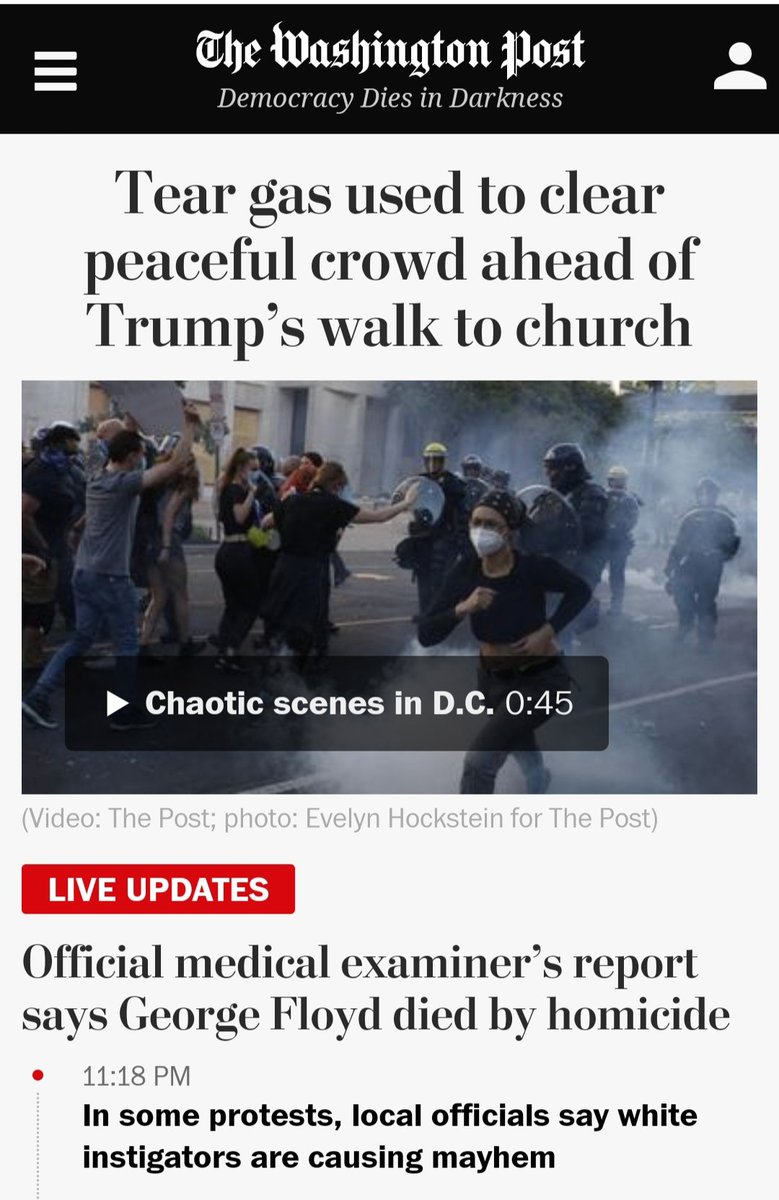 The Washington Post
Democracy Dies in Darkness
Tear gas used to clear
peaceful crowd ahead of
Trump's walk to church
Chaotic scenes in D.C. 0:45
(Video: The Post; photo: Evelyn Hockstein for The Post)
LIVE UPDATES
Official medical examiner's report
says George Floyd died by homicide
11:18 PM
In some protests, local officials say white
instigators are causing mayhem